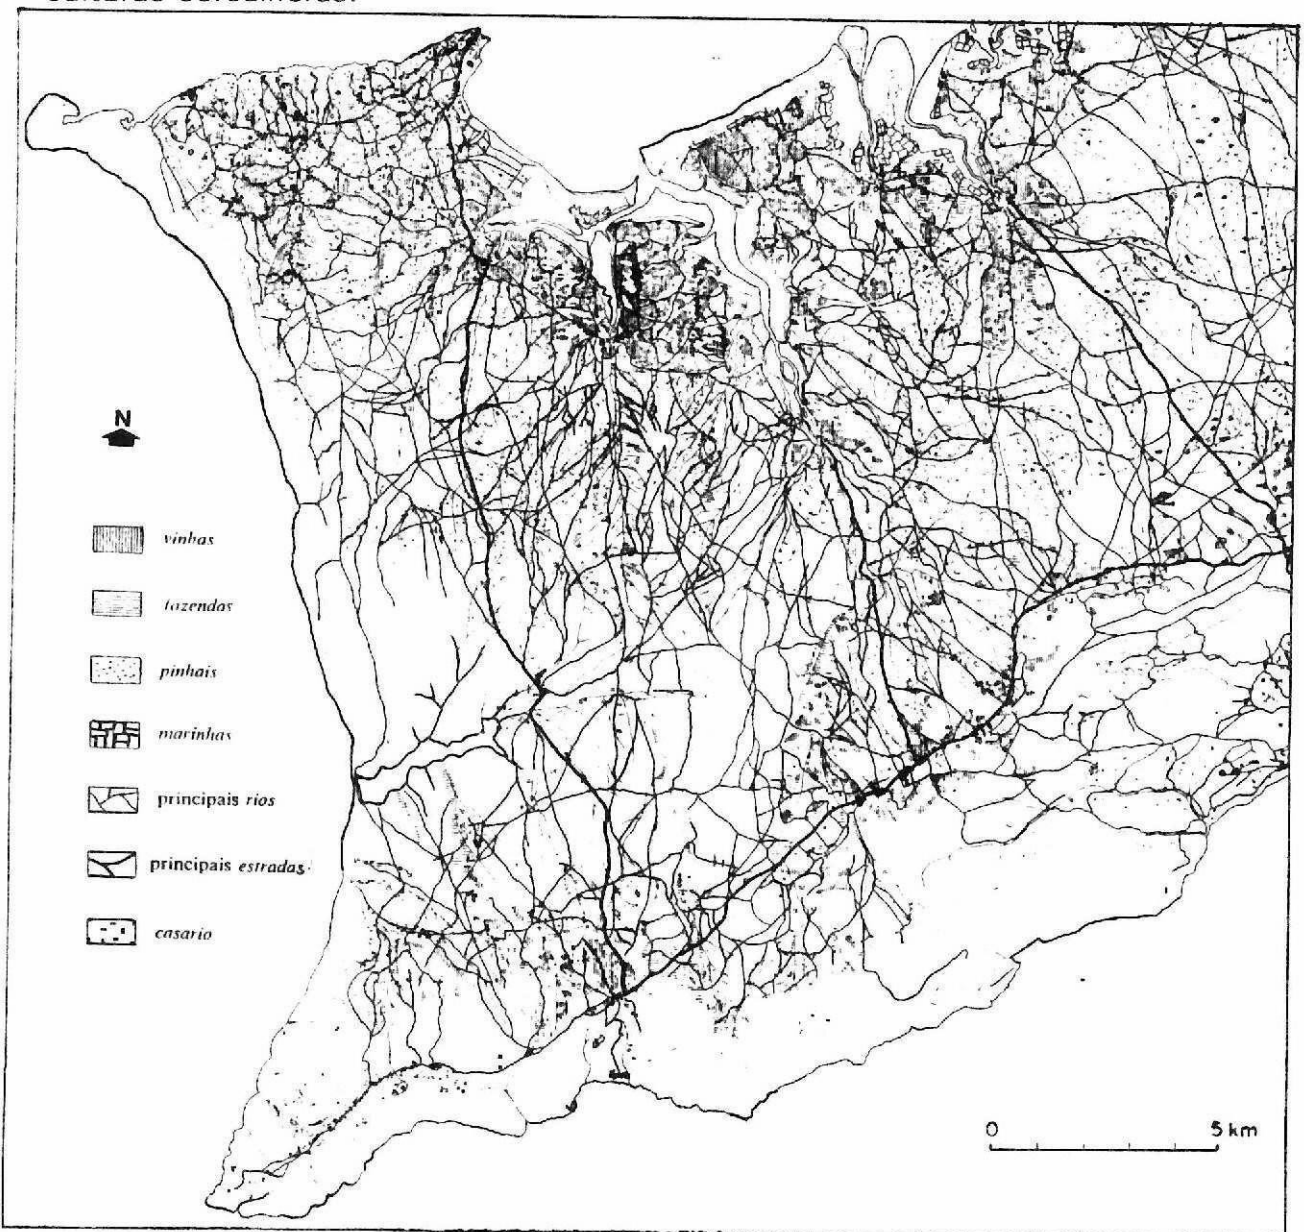 N
vinhas
fazendas
pinhais
marinhas
principais rios
principais estradas
casario
0 5 km